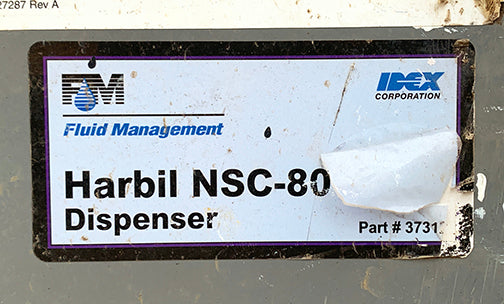 27287 Rev A
FM
IDEX
CORPORATION
Fluid Management
Harbil NSC-80
Dispenser
Part # 3731